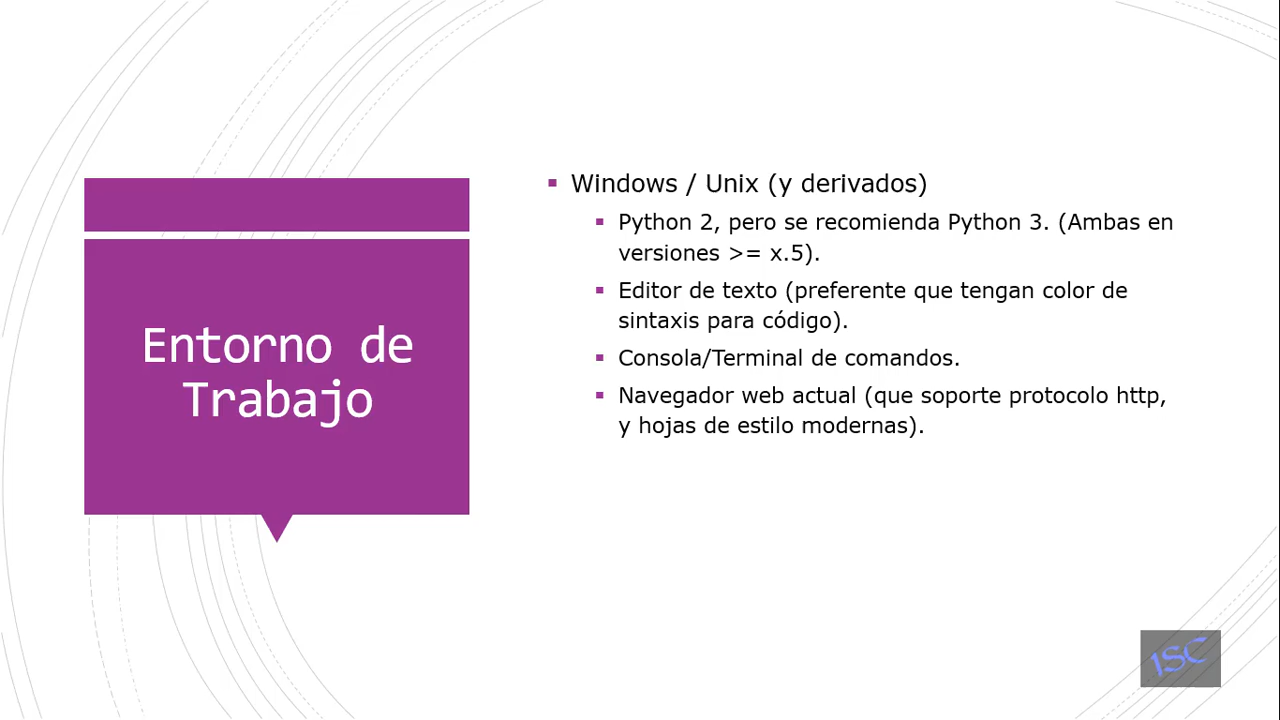 Entorno de
Trabajo
Windows / Unix (y derivados)
Python 2, pero se recomienda Python 3. (Ambas en
versiones >= x.5).
Editor de texto (preferente que tengan color de
sintaxis para código).
Consola/Terminal de comandos.
Navegador web actual (que soporte protocolo http,
y hojas de estilo modernas).
ISC